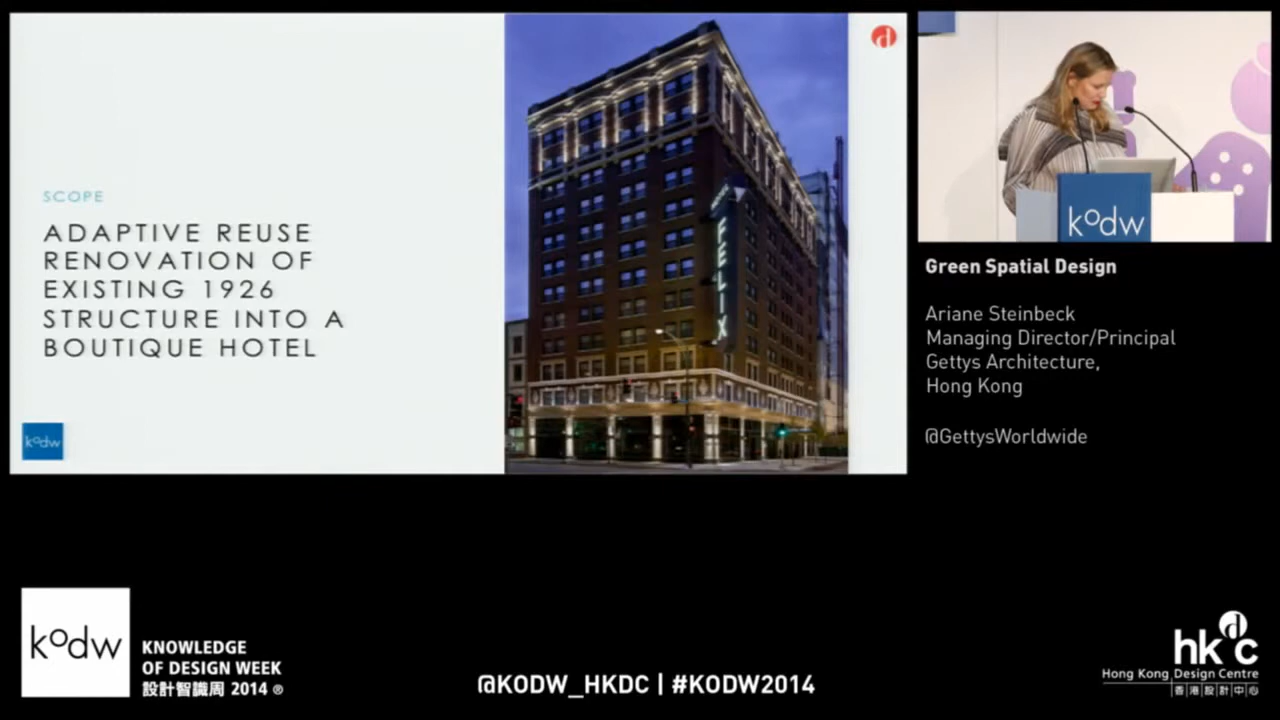 SCOPE
ADAPTIVE REUSE
RENOVATION OF
EXISTING 1926
STRUCTURE INTO A
BOUTIQUE HOTEL
kodw
FELIX
kodw
Green Spatial Design
Ariane Steinbeck
Managing Director/Principal
Gettys Architecture,
Hong Kong
@GettysWorldwide
kodw
KNOWLEDGE
OF DESIGN WEEK
設計智識周 2014 ®
@KODW_HKDC | #KODW2014
hkdc
Hong Kong Design Centre
香港設計中心